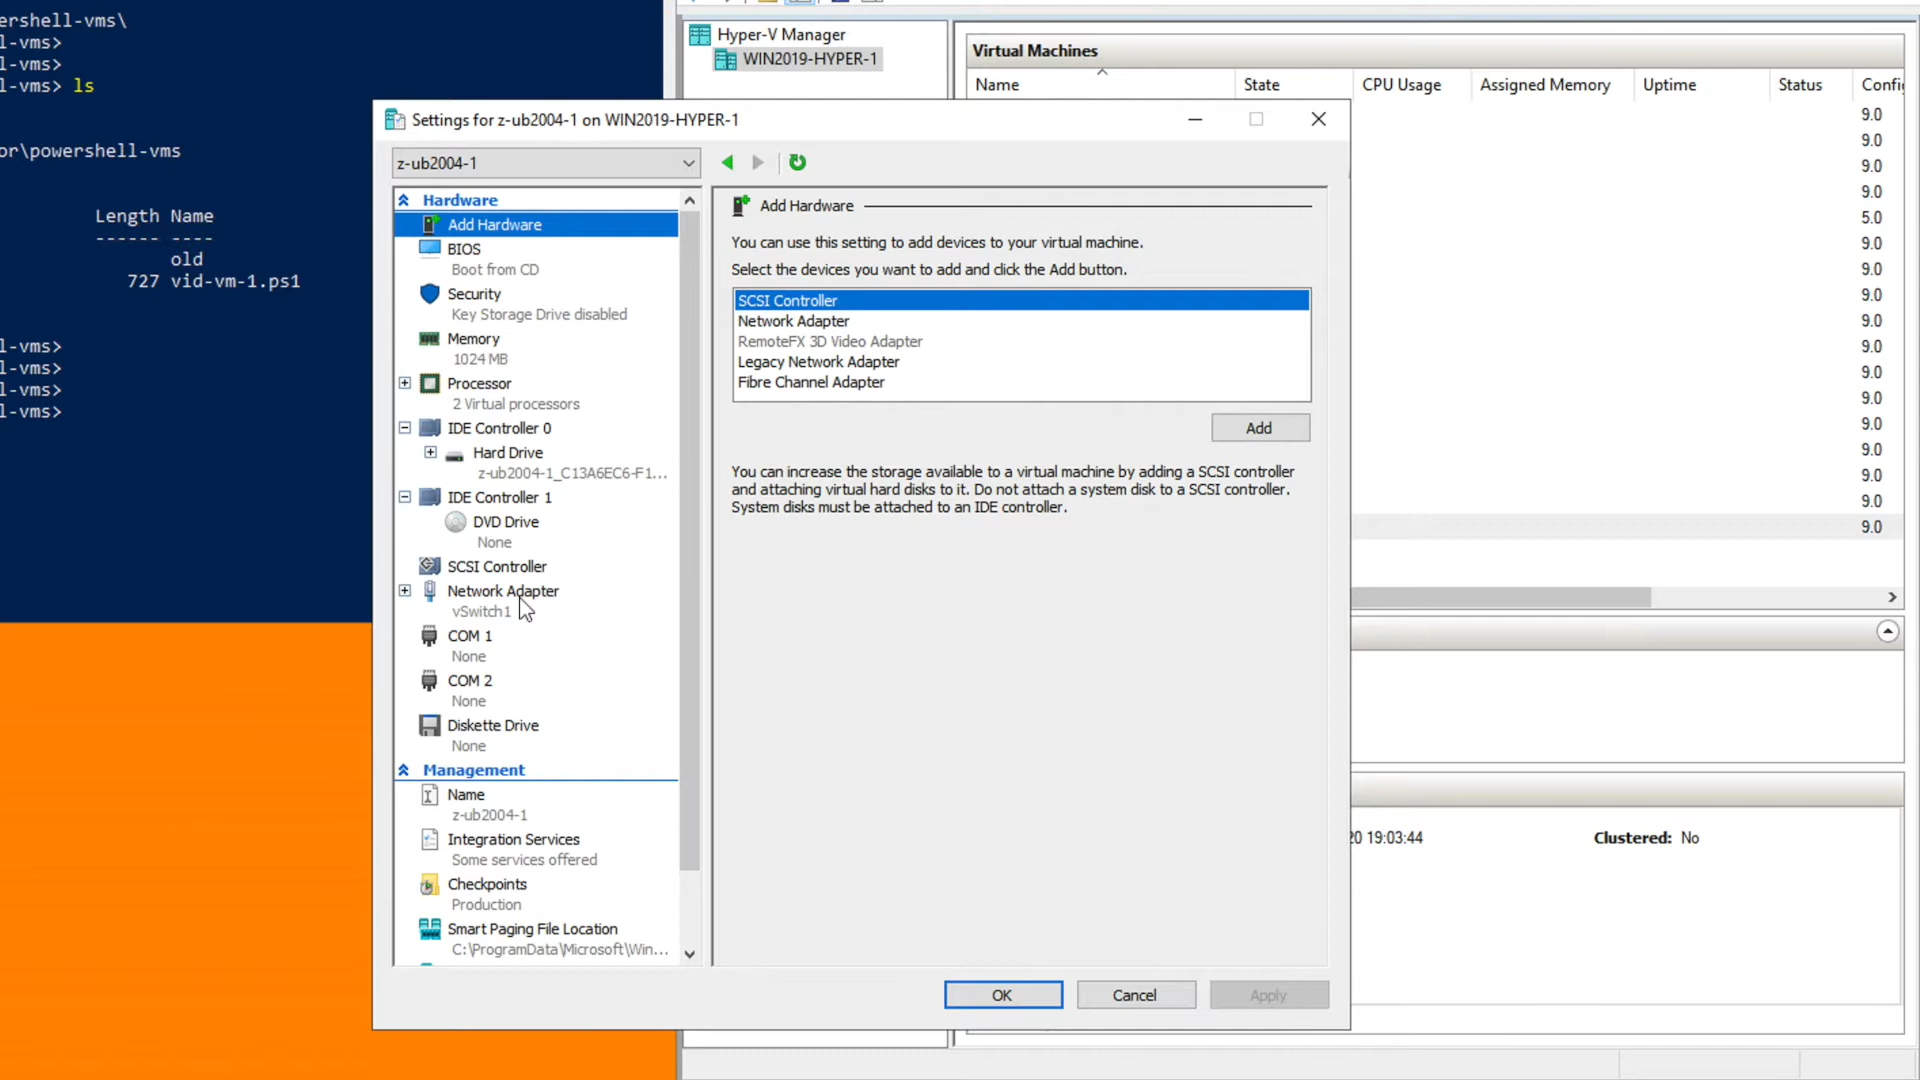 ershell-vms\
l-vms>
l-vms>
l-vms> ls
or\powershell-vms
Length Name
------ ----
old
727 vid-vm-1.ps1
l-vms>
l-vms>
l-vms>
l-vms>
Hyper-V Manager
WIN2019-HYPER-1
Virtual Machines
Name State CPU Usage Assigned Memory Uptime Status Config
9.0
9.0
9.0
9.0
5.0
9.0
9.0
9.0
9.0
9.0
9.0
9.0
9.0
9.0
9.0
9.0
9.0
20 19:03:44 Clustered: No
Settings for z-ub2004-1 on WIN2019-HYPER-1
z-ub2004-1
Hardware
Add Hardware
BIOS
Boot from CD
Security
Key Storage Drive disabled
Memory
1024 MB
Processor
2 Virtual processors
IDE Controller 0
Hard Drive
z-ub2004-1_C13A6EC6-F1...
IDE Controller 1
DVD Drive
None
SCSI Controller
Network Adapter
vSwitch1
COM 1
None
COM 2
None
Diskette Drive
None
Management
Name
z-ub2004-1
Integration Services
Some services offered
Checkpoints
Production
Smart Paging File Location
C:\ProgramData\Microsoft\Win...
Add Hardware
You can use this setting to add devices to your virtual machine.
Select the devices you want to add and click the Add button.
SCSI Controller
Network Adapter
RemoteFX 3D Video Adapter
Legacy Network Adapter
Fibre Channel Adapter
Add
You can increase the storage available to a virtual machine by adding a SCSI controller
and attaching virtual hard disks to it. Do not attach a system disk to a SCSI controller.
System disks must be attached to an IDE controller.
OK Cancel Apply